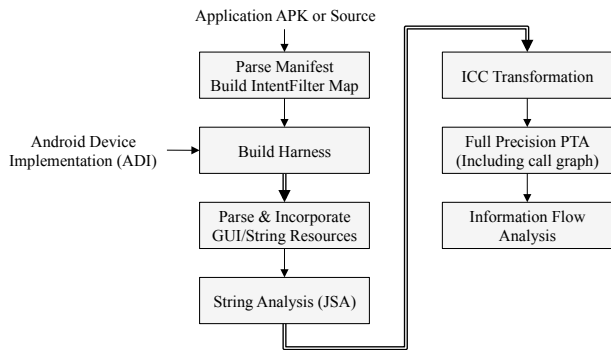 Application APK or Source
Parse Manifest
Build IntentFilter Map
Android Device
Implementation (ADI)
Build Harness
Parse & Incorporate
GUI/String Resources
String Analysis (JSA)
ICC Transformation
Full Precision PTA
(Including call graph)
Information Flow
Analysis